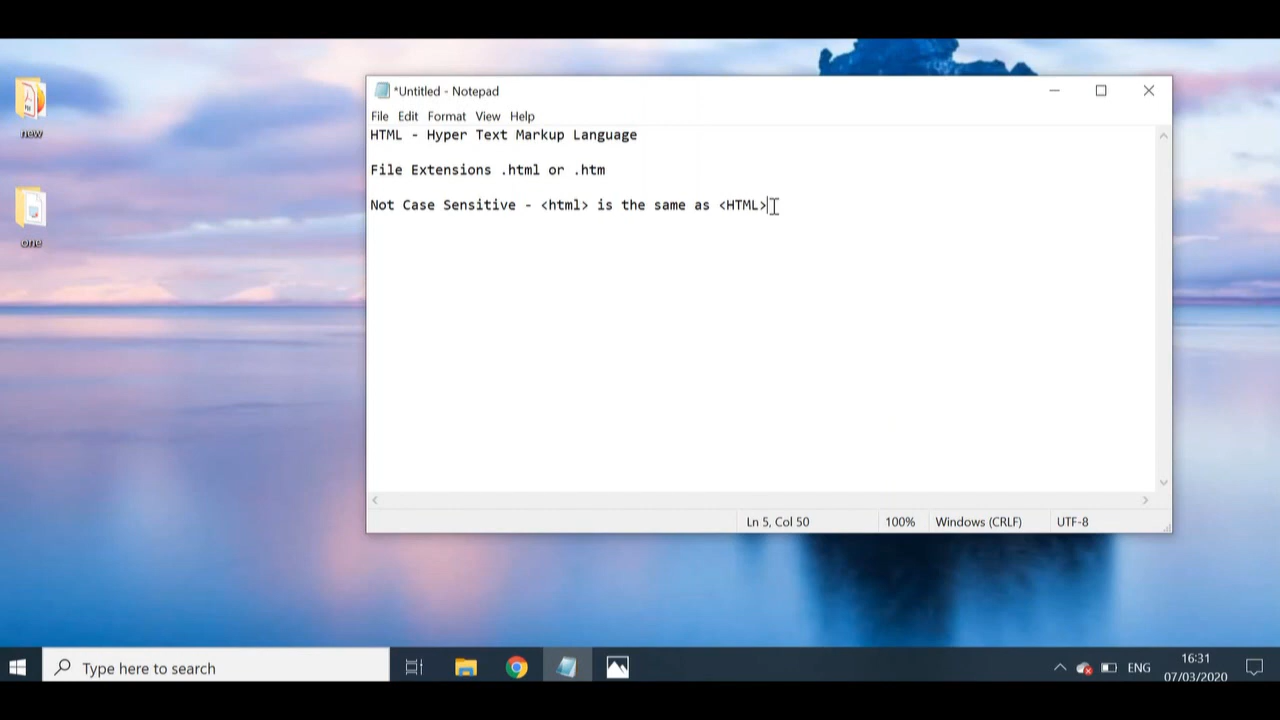 *Untitled - Notepad
File Edit Format View Help
HTML - Hyper Text Markup Language
File Extensions .html or .htm
Not Case Sensitive - <html> is the same as <HTML>
new
one
Ln 5, Col 50 100% Windows (CRLF) UTF-8
Type here to search
ENG
16:31
07/03/2020